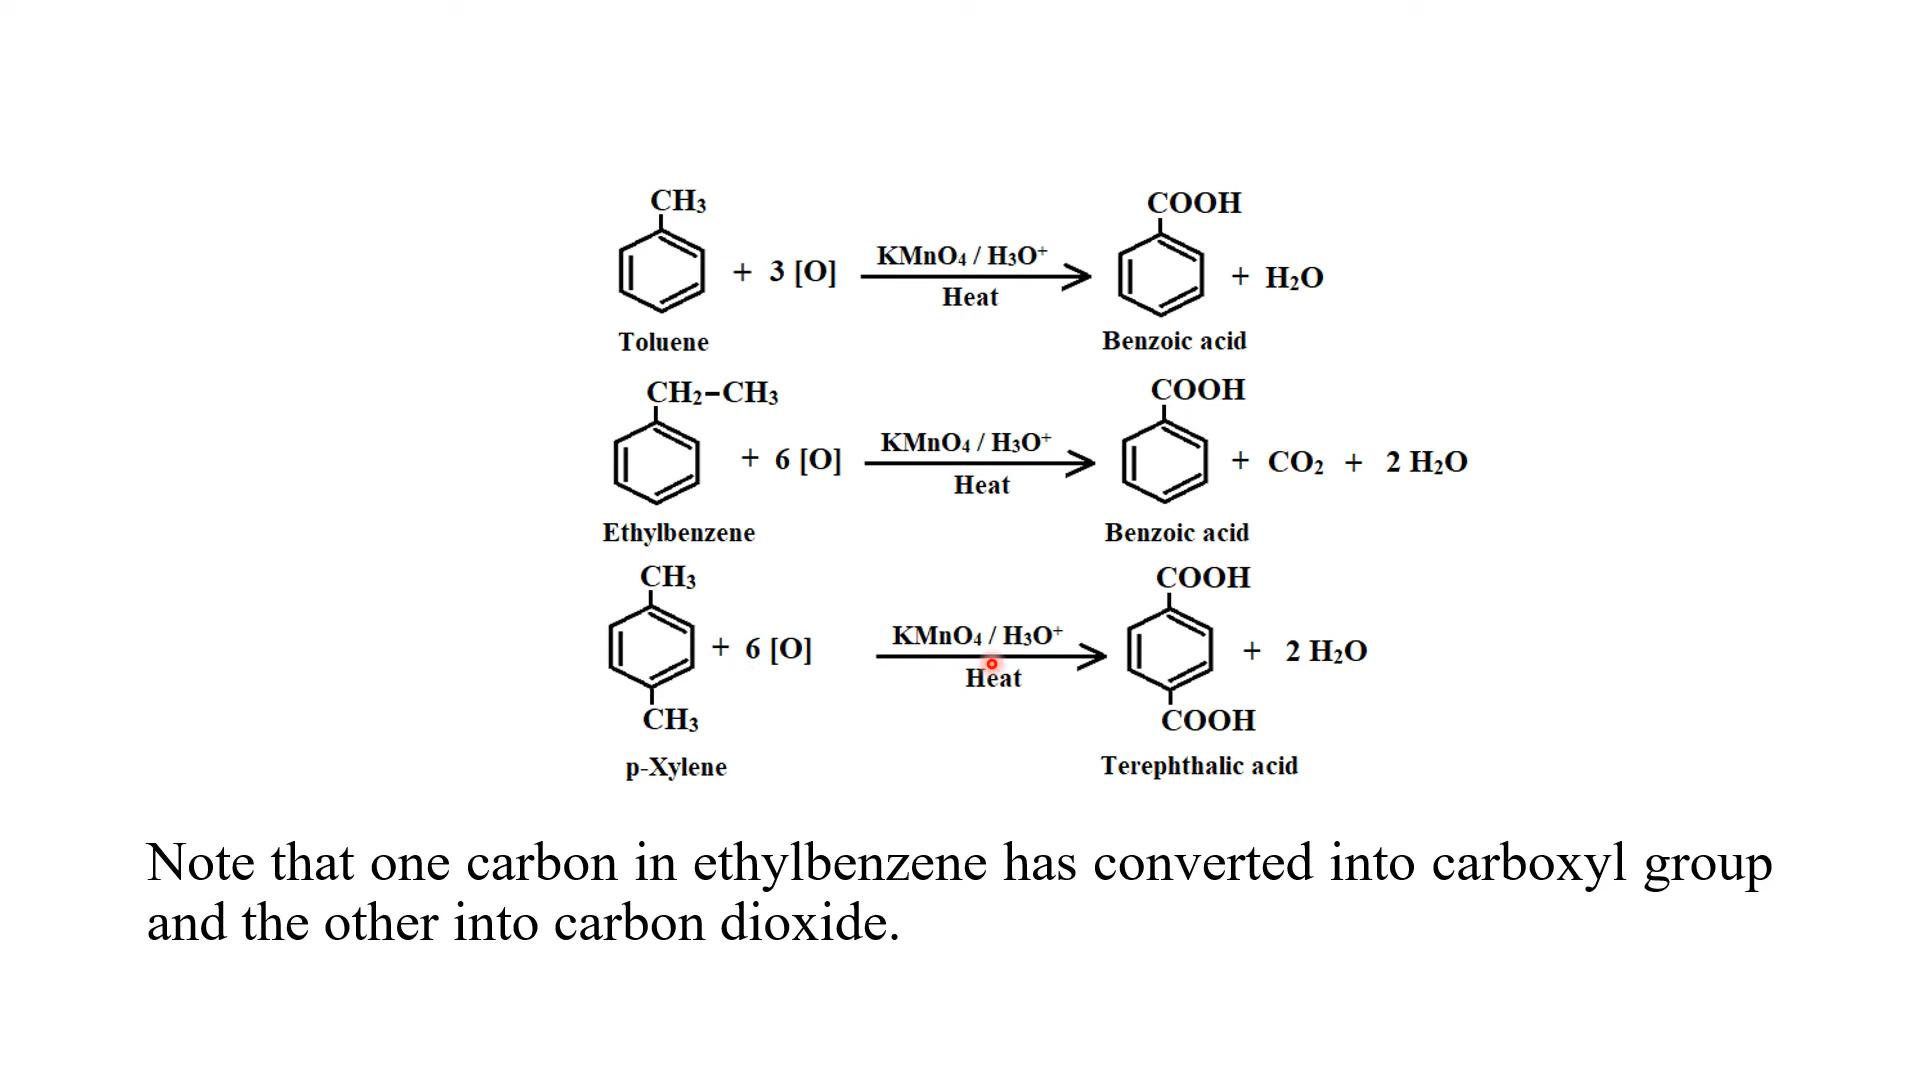 CH₃
COOH
+ 3 [O]
KMnO₄ / H₃O⁺
Heat
+ H₂O
Toluene
Benzoic acid
CH₂–CH₃
COOH
+ 6 [O]
KMnO₄ / H₃O⁺
Heat
+ CO₂ + 2 H₂O
Ethylbenzene
Benzoic acid
CH₃
COOH
+ 6 [O]
KMnO₄ / H₃O⁺
Heat
+ 2 H₂O
CH₃
COOH
p-Xylene
Terephthalic acid
Note that one carbon in ethylbenzene has converted into carboxyl group
and the other into carbon dioxide.